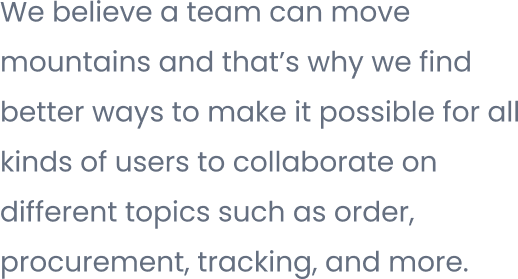 We believe a team can move
mountains and that’s why we find
better ways to make it possible for all
kinds of users to collaborate on
different topics such as order,
procurement, tracking, and more.